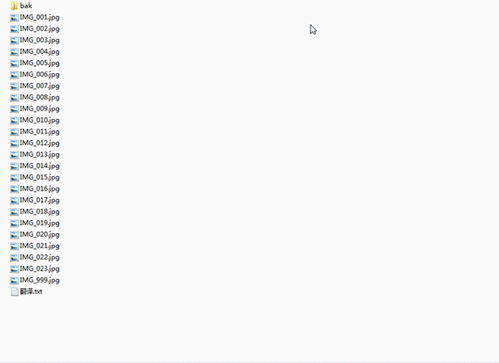 bak
IMG_001.jpg
IMG_002.jpg
IMG_003.jpg
IMG_004.jpg
IMG_005.jpg
IMG_006.jpg
IMG_007.jpg
IMG_008.jpg
IMG_009.jpg
IMG_010.jpg
IMG_011.jpg
IMG_012.jpg
IMG_013.jpg
IMG_014.jpg
IMG_015.jpg
IMG_016.jpg
IMG_017.jpg
IMG_018.jpg
IMG_019.jpg
IMG_020.jpg
IMG_021.jpg
IMG_022.jpg
IMG_023.jpg
IMG_999.jpg
翻译.txt